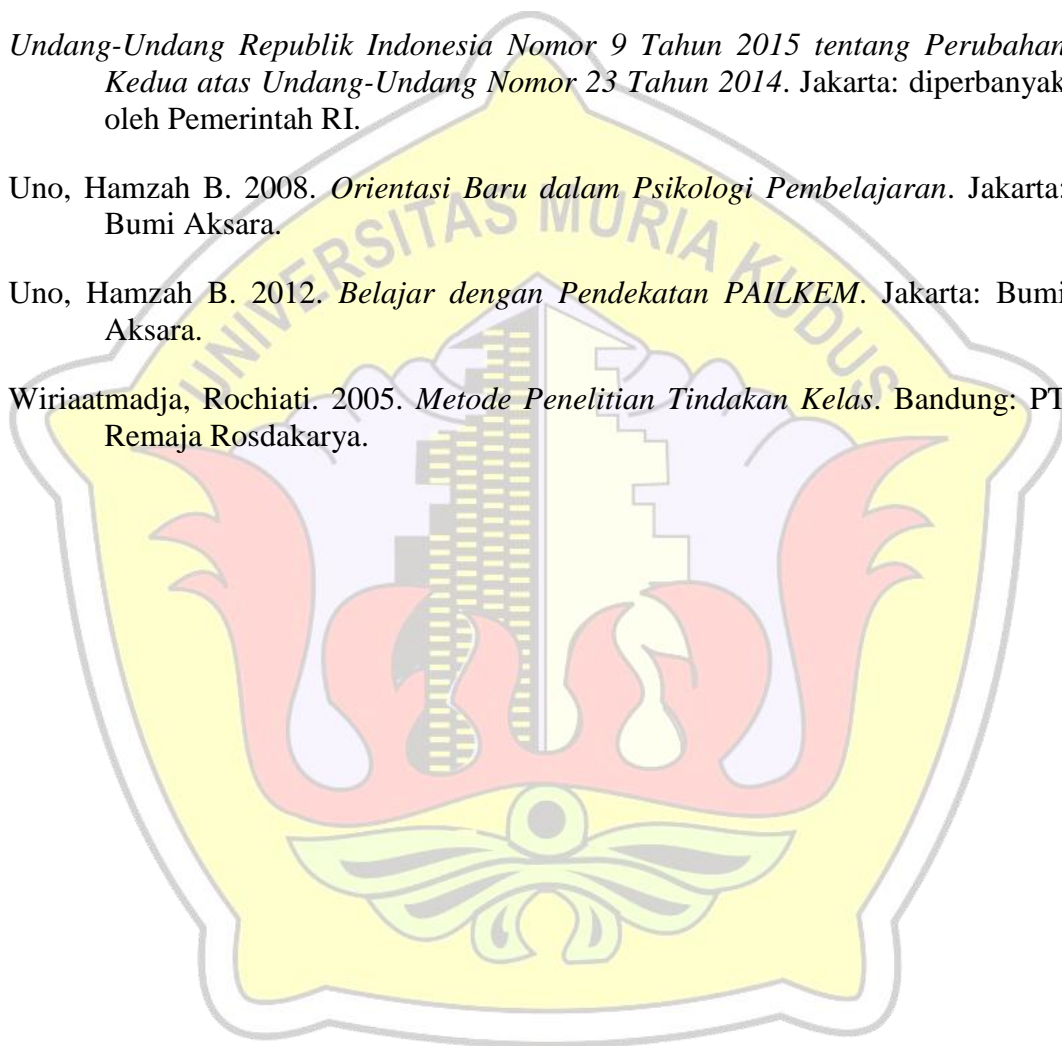 Undang-Undang Republik Indonesia Nomor 9 Tahun 2015 tentang Perubahan
Kedua atas Undang-Undang Nomor 23 Tahun 2014. Jakarta: diperbanyak
oleh Pemerintah RI.
Uno, Hamzah B. 2008. Orientasi Baru dalam Psikologi Pembelajaran. Jakarta:
Bumi Aksara.
Uno, Hamzah B. 2012. Belajar dengan Pendekatan PAILKEM. Jakarta: Bumi
Aksara.
Wiriaatmadja, Rochiati. 2005. Metode Penelitian Tindakan Kelas. Bandung: PT
Remaja Rosdakarya.
UNIVERSITAS MURIA KUDUS